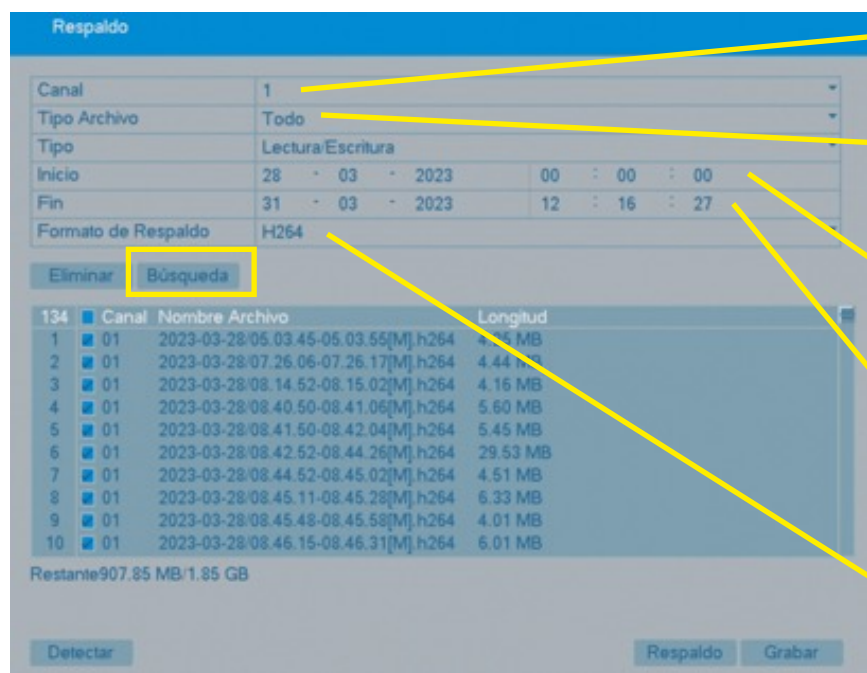 Respaldo
Canal 1
Tipo Archivo Todo
Tipo Lectura/Escritura
Inicio 28 - 03 - 2023 00 : 00 : 00
Fin 31 - 03 - 2023 12 : 16 : 27
Formato de Respaldo H264
Eliminar Búsqueda
134 Canal Nombre Archivo Longitud
1 01 2023-03-28/05.03.45-05.03.55[M].h264 4.25 MB
2 01 2023-03-28/07.26.06-07.26.17[M].h264 4.44 MB
3 01 2023-03-28/08.14.52-08.15.02[M].h264 4.16 MB
4 01 2023-03-28/08.40.50-08.41.06[M].h264 5.60 MB
5 01 2023-03-28/08.41.50-08.42.04[M].h264 5.45 MB
6 01 2023-03-28/08.42.52-08.44.26[M].h264 29.53 MB
7 01 2023-03-28/08.44.52-08.45.02[M].h264 4.51 MB
8 01 2023-03-28/08.45.11-08.45.28[M].h264 6.33 MB
9 01 2023-03-28/08.45.48-08.45.58[M].h264 4.01 MB
10 01 2023-03-28/08.46.15-08.46.31[M].h264 6.01 MB
Restante907.85 MB/1.85 GB
Detectar Respaldo Grabar